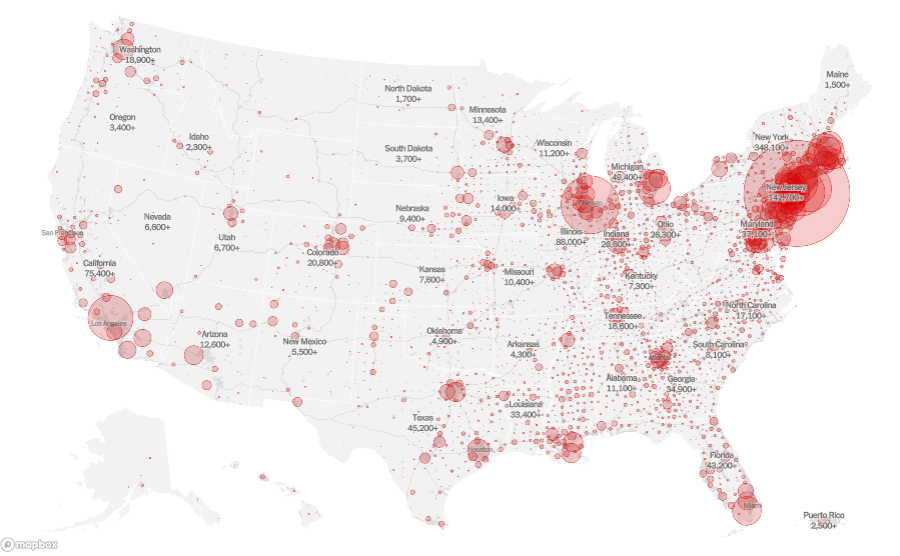 Washington
18,900+
Maine
1,500+
North Dakota
1,700+
Minnesota
13,400+
Oregon
3,400+
Idaho
2,300+
New York
348,100+
South Dakota
3,700+
Wisconsin
11,200+
Michigan
49,400+
New Jersey
Nebraska
9,400+
Iowa
14,000+
Nevada
6,600+
San Francisco
Utah
6,700+
Colorado
20,800+
Illinois
88,000+
Indiana
26,600+
Ohio
26,300+
Maryland
37,100+
California
75,400+
Kansas
7,600+
Missouri
10,400+
Kentucky
7,300+
North Carolina
17,100+
Los Angeles
Arizona
12,600+
New Mexico
5,500+
Oklahoma
4,900+
Arkansas
4,300+
Tennessee
16,600+
South Carolina
8,100+
Atlanta
Alabama
11,100+
Georgia
34,900+
Texas
45,200+
Louisiana
33,400+
Houston
Florida
43,200+
Miami
Puerto Rico
2,500+
mapbox